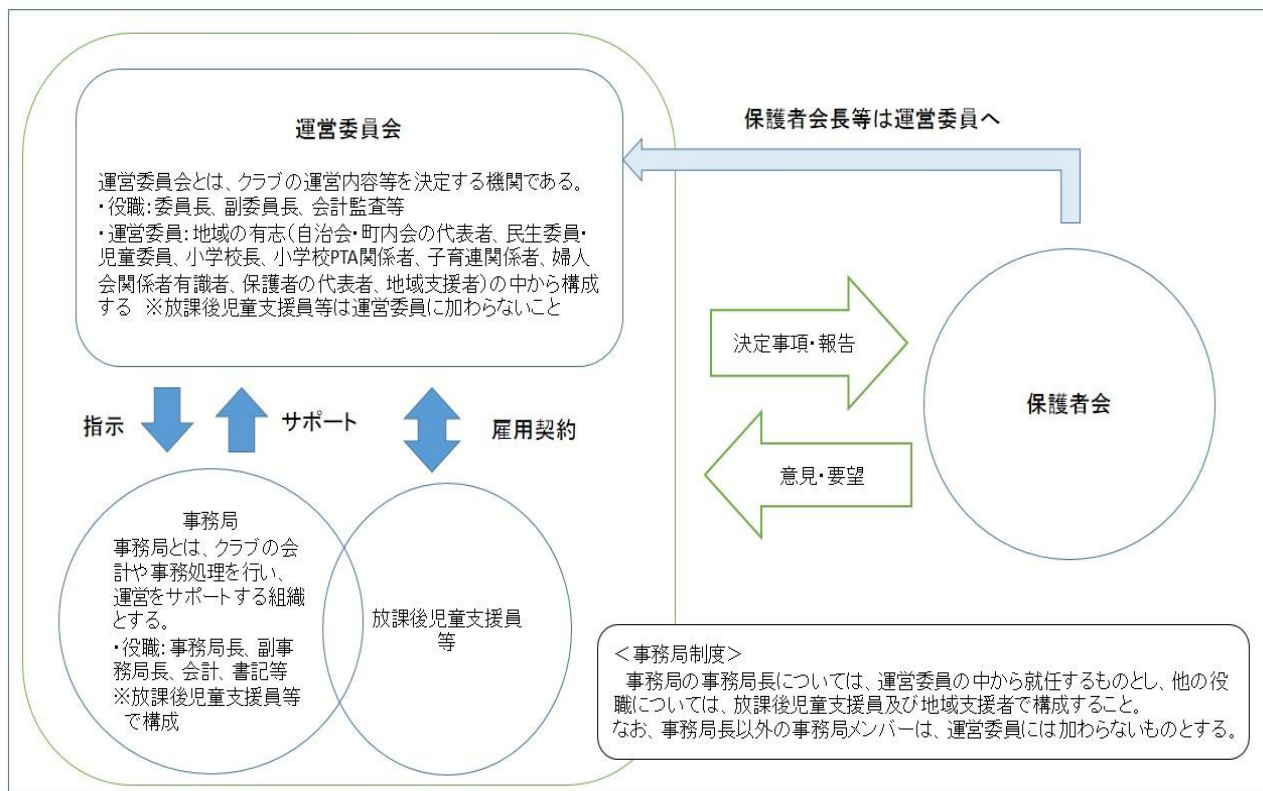 運営委員会
運営委員会とは、クラブの運営内容等を決定する機関である。
・役職：委員長、副委員長、会計監査等
・運営委員：地域の有志（自治会・町内会の代表者、民生委員・
児童委員、小学校長、小学校PTA関係者、子育連関係者、婦人
会関係者有識者、保護者の代表者、地域支援者）の中から構成
する　※放課後児童支援員等は運営委員に加わらないこと
保護者会長等は運営委員へ
指示
サポート
雇用契約
決定事項・報告
意見・要望
保護者会
事務局
事務局とは、クラブの会
計や事務処理を行い、
運営をサポートする組織
とする。
・役職：事務局長、副事
務局長、会計、書記等
※放課後児童支援員等
で構成
放課後児童支援員
等
＜事務局制度＞
事務局の事務局長については、運営委員の中から就任するものとし、他の役
職については、放課後児童支援員及び地域支援者で構成すること。
なお、事務局長以外の事務局メンバーは、運営委員には加わらないものとする。